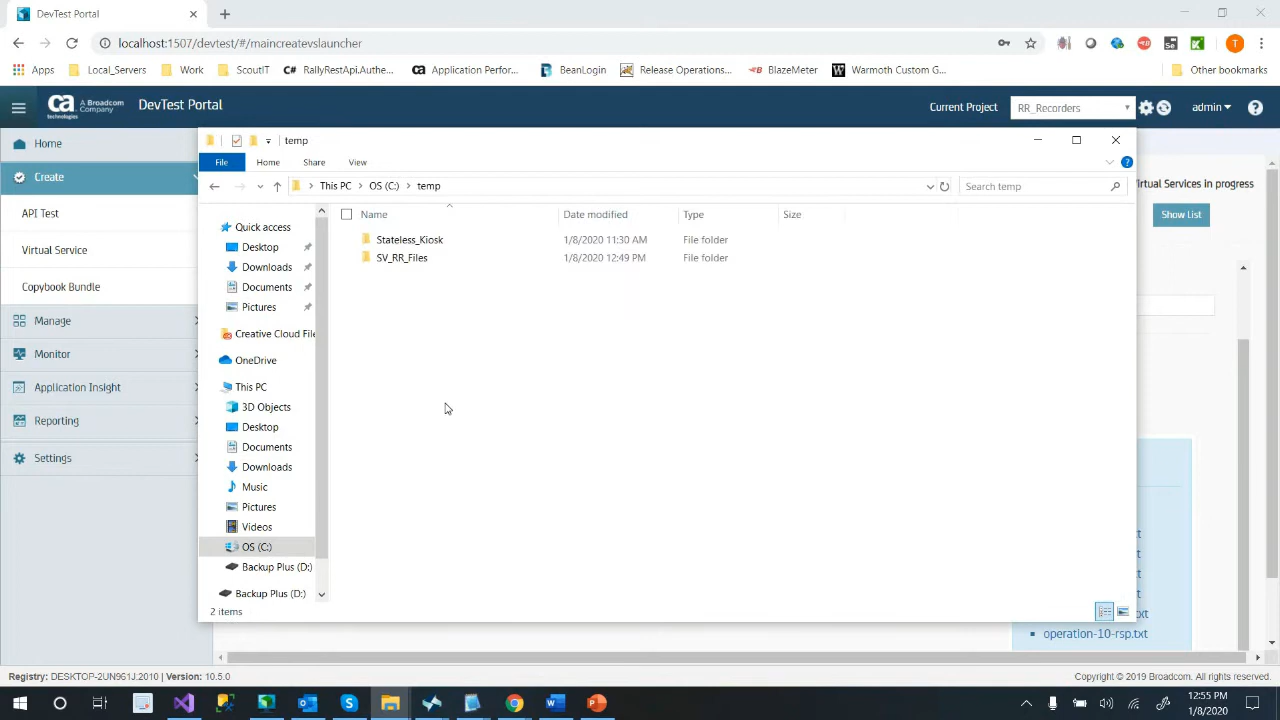 DevTest Portal
localhost:1507/devtest/#/maincreatevslauncher
Apps Local_Servers Work ScoutIT RallyRestApi.Authe... Application Perfor... BeanLogin Release Operations... BlazeMeter Warmoth Custom G... Other bookmarks
ca technologies A Broadcom Company DevTest Portal Current Project RR_Recorders admin
Home
Create
API Test
Virtual Service
Copybook Bundle
Manage
Monitor
Application Insight
Reporting
Settings
temp
File Home Share View
This PC OS (C:) temp Search temp
Name Date modified Type Size
Stateless_Kiosk 1/8/2020 11:30 AM File folder
SV_RR_Files 1/8/2020 12:49 PM File folder
Quick access
Desktop
Downloads
Documents
Pictures
Creative Cloud File
OneDrive
This PC
3D Objects
Desktop
Documents
Downloads
Music
Pictures
Videos
OS (C:)
Backup Plus (D:)
Backup Plus (D:)
2 items
irtual Services in progress
Show List
operation-10-rsp.txt
Registry: DESKTOP-2UN961J:2010 | Version: 10.5.0 Copyright © 2019 Broadcom. All rights reserved.
12:55 PM
1/8/2020